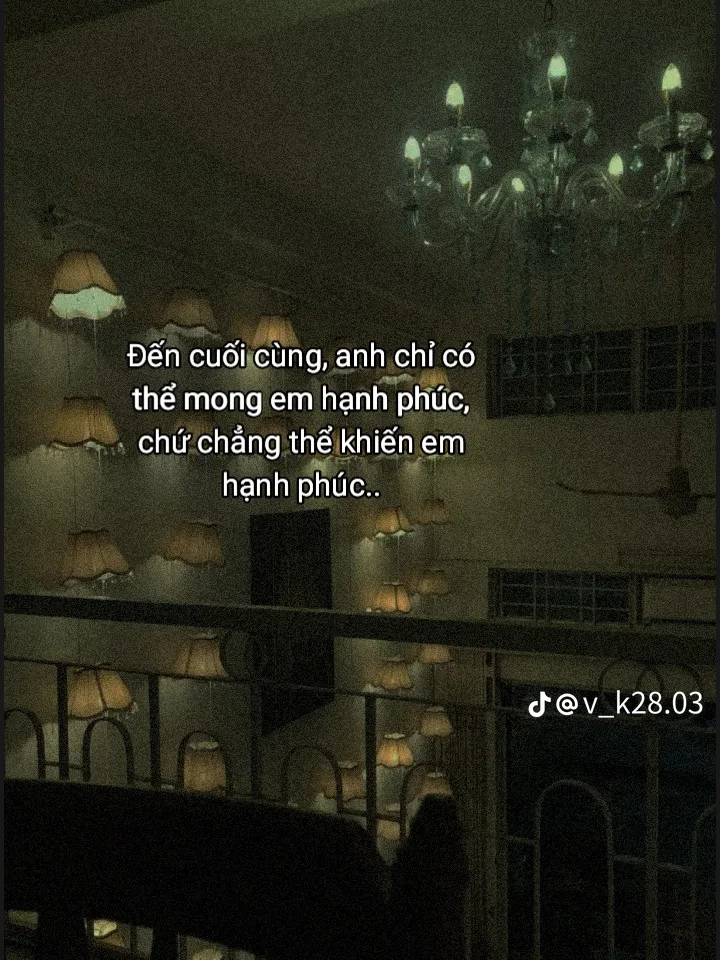 Đến cuối cùng, anh chỉ có
thể mong em hạnh phúc,
chứ chẳng thể khiến em
hạnh phúc..
@v_k28.03